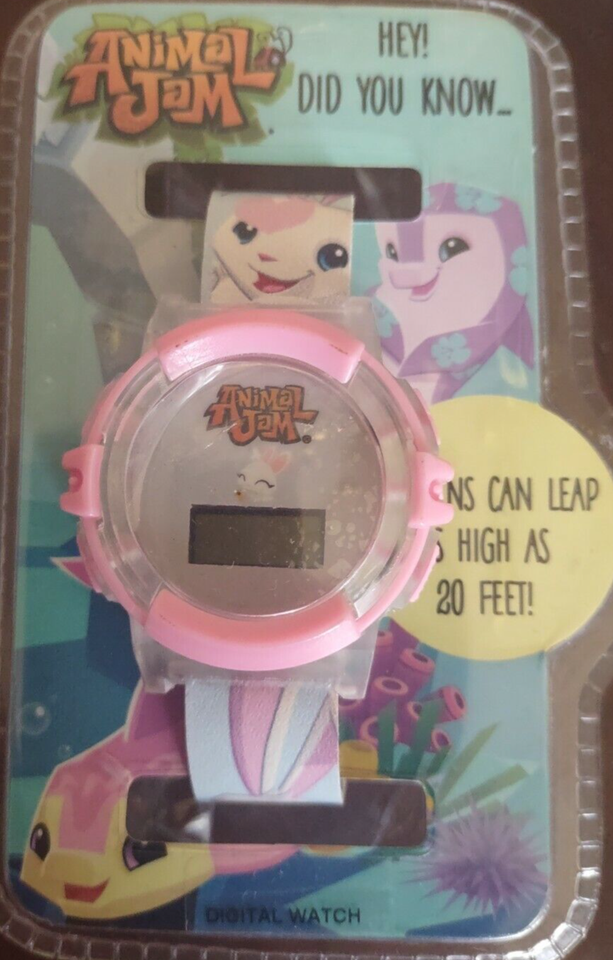 ANIMAL
JAM
HEY!
DID YOU KNOW...
ANIMAL
JAM
NS CAN LEAP
S HIGH AS
20 FEET!
DIGITAL WATCH